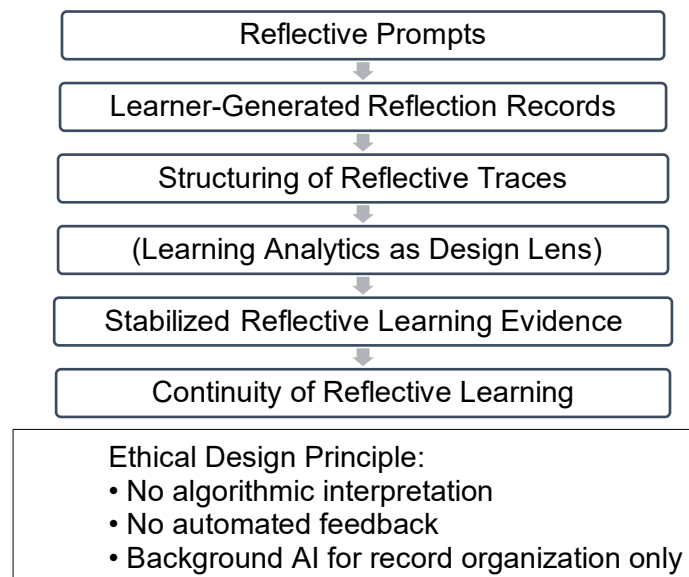 Reflective Prompts
Learner-Generated Reflection Records
Structuring of Reflective Traces
(Learning Analytics as Design Lens)
Stabilized Reflective Learning Evidence
Continuity of Reflective Learning
Ethical Design Principle:
• No algorithmic interpretation
• No automated feedback
• Background AI for record organization only